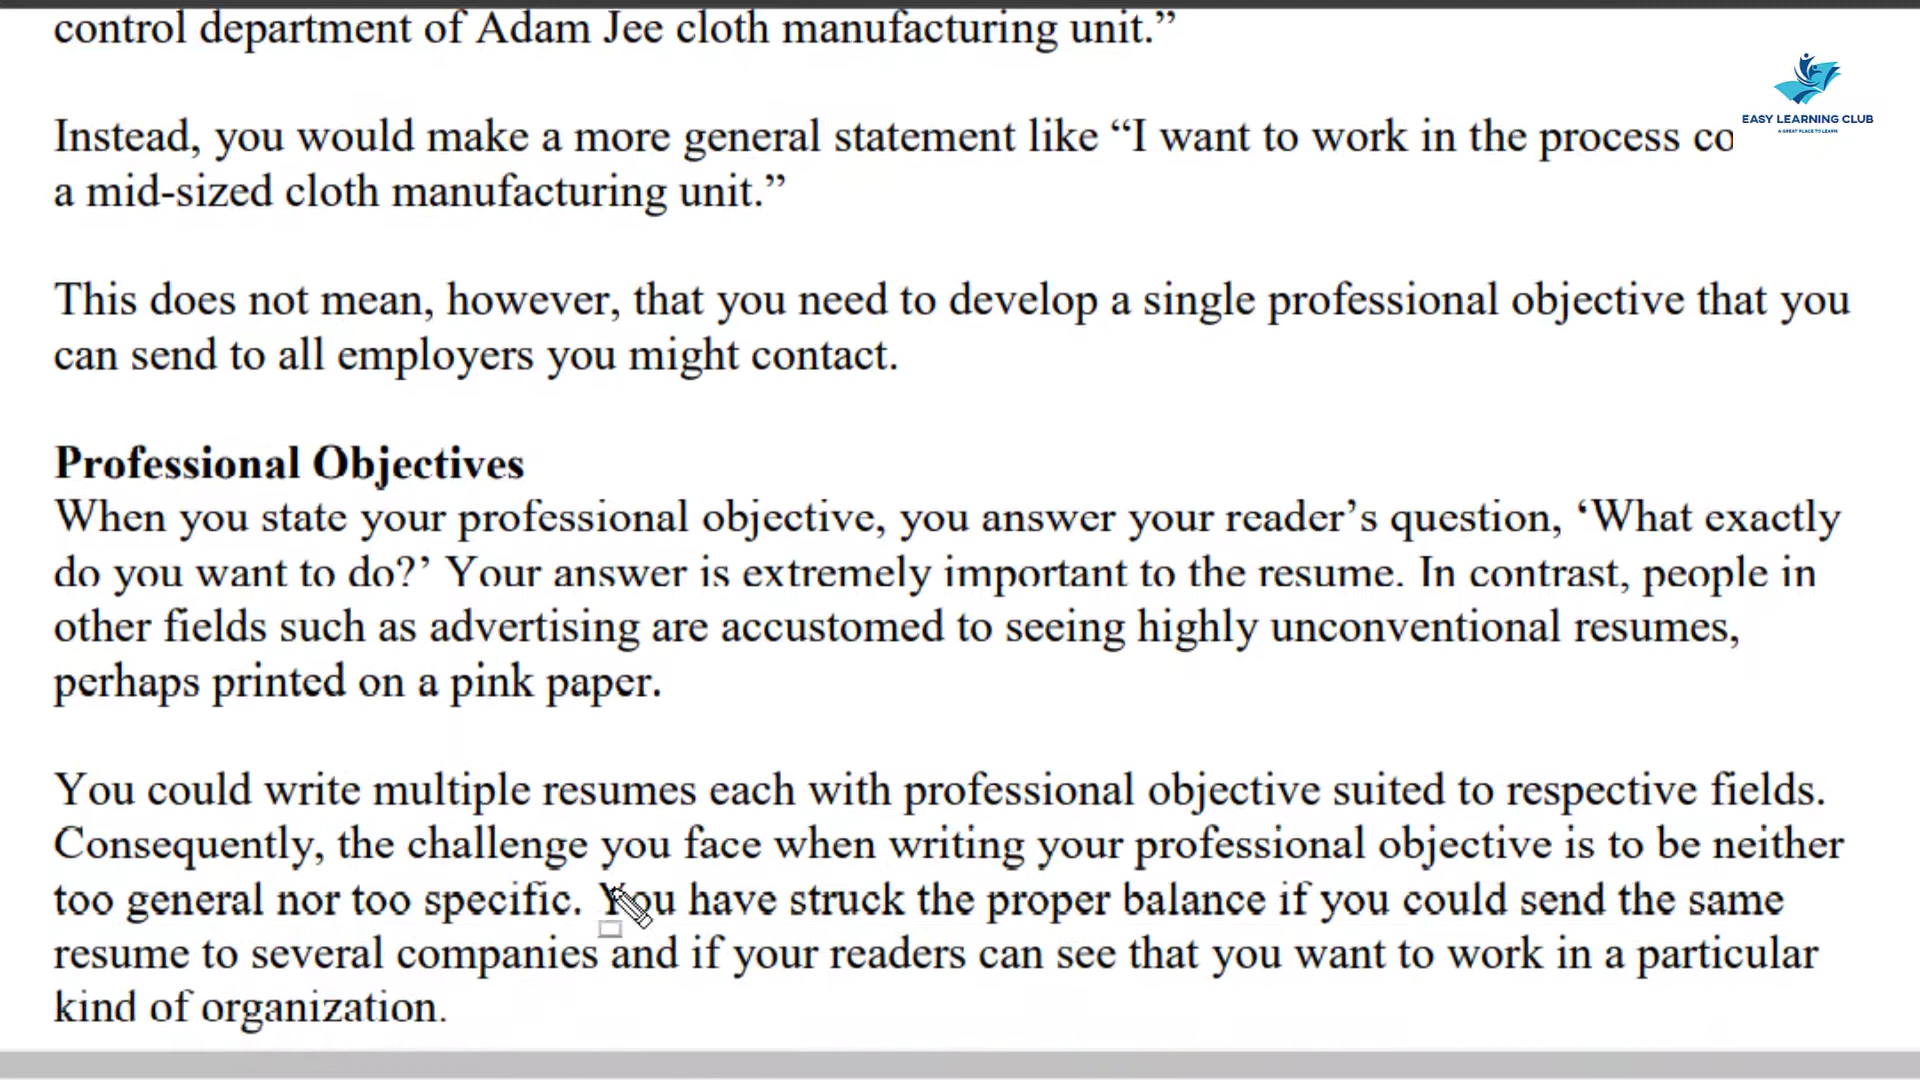 control department of Adam Jee cloth manufacturing unit.”
EASY LEARNING CLUB
A GREAT PLACE TO LEARN
Instead, you would make a more general statement like “I want to work in the process co
a mid-sized cloth manufacturing unit.”
This does not mean, however, that you need to develop a single professional objective that you
can send to all employers you might contact.
Professional Objectives
When you state your professional objective, you answer your reader’s question, ‘What exactly
do you want to do?’ Your answer is extremely important to the resume. In contrast, people in
other fields such as advertising are accustomed to seeing highly unconventional resumes,
perhaps printed on a pink paper.
You could write multiple resumes each with professional objective suited to respective fields.
Consequently, the challenge you face when writing your professional objective is to be neither
too general nor too specific. You have struck the proper balance if you could send the same
resume to several companies and if your readers can see that you want to work in a particular
kind of organization.